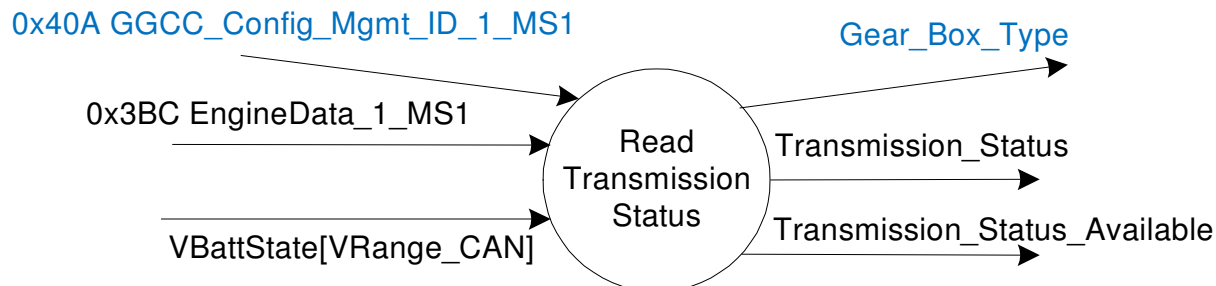 0x40A GGCC_Config_Mgmt_ID_1_MS1
Gear_Box_Type
0x3BC EngineData_1_MS1
Read
Transmission
Status
Transmission_Status
VBattState[VRange_CAN]
Transmission_Status_Available